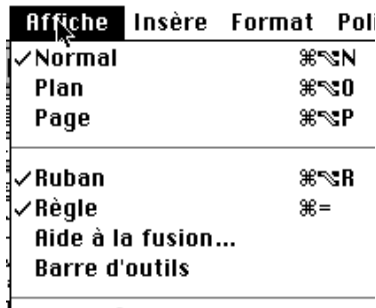 Affiche Insère Format Poli
✓Normal ⌘⌥N
Plan ⌘⌥O
Page ⌘⌥P
✓Ruban ⌘⌥R
✓Règle ⌘=
Aide à la fusion...
Barre d'outils